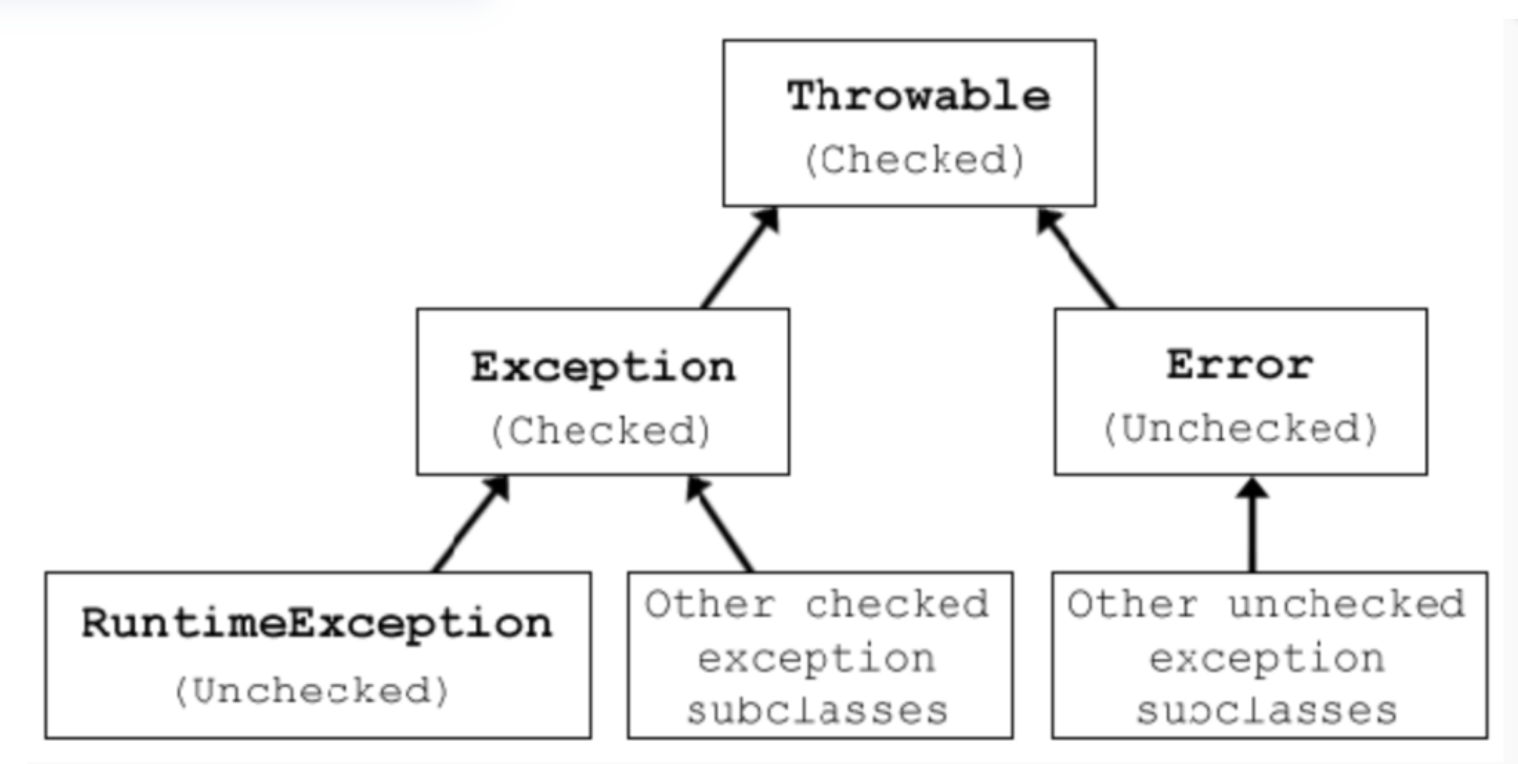 Throwable
(Checked)
Exception
(Checked)
Error
(Unchecked)
RuntimeException
(Unchecked)
Other checked
exception
subclasses
Other unchecked
exception
subclasses